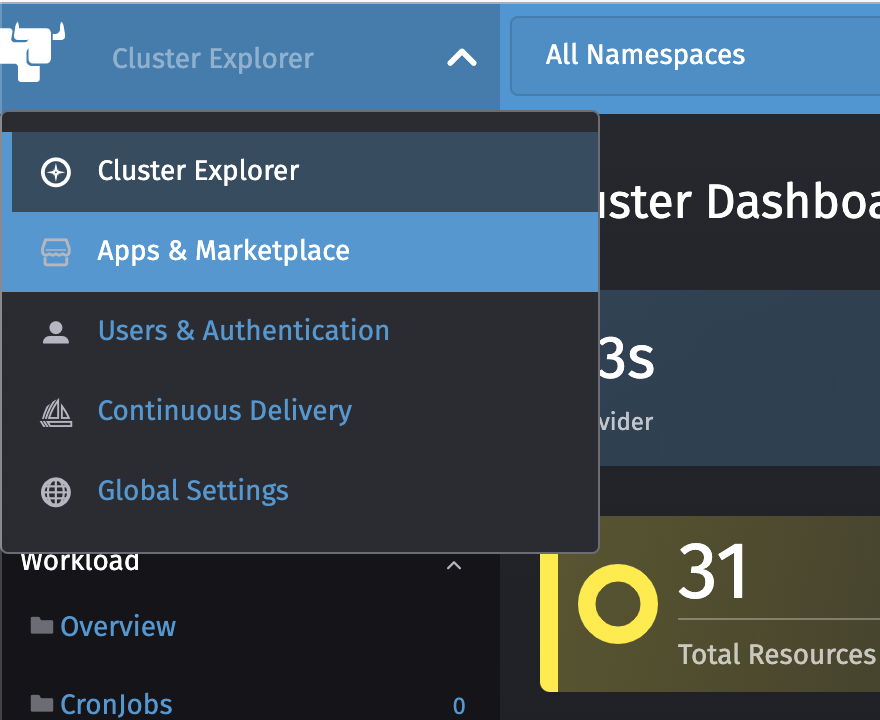 Cluster Explorer
All Namespaces
Cluster Explorer
Apps & Marketplace
Users & Authentication
Continuous Delivery
Global Settings
uster Dashboa
3s
vider
Workload
Overview
CronJobs 0
31
Total Resources